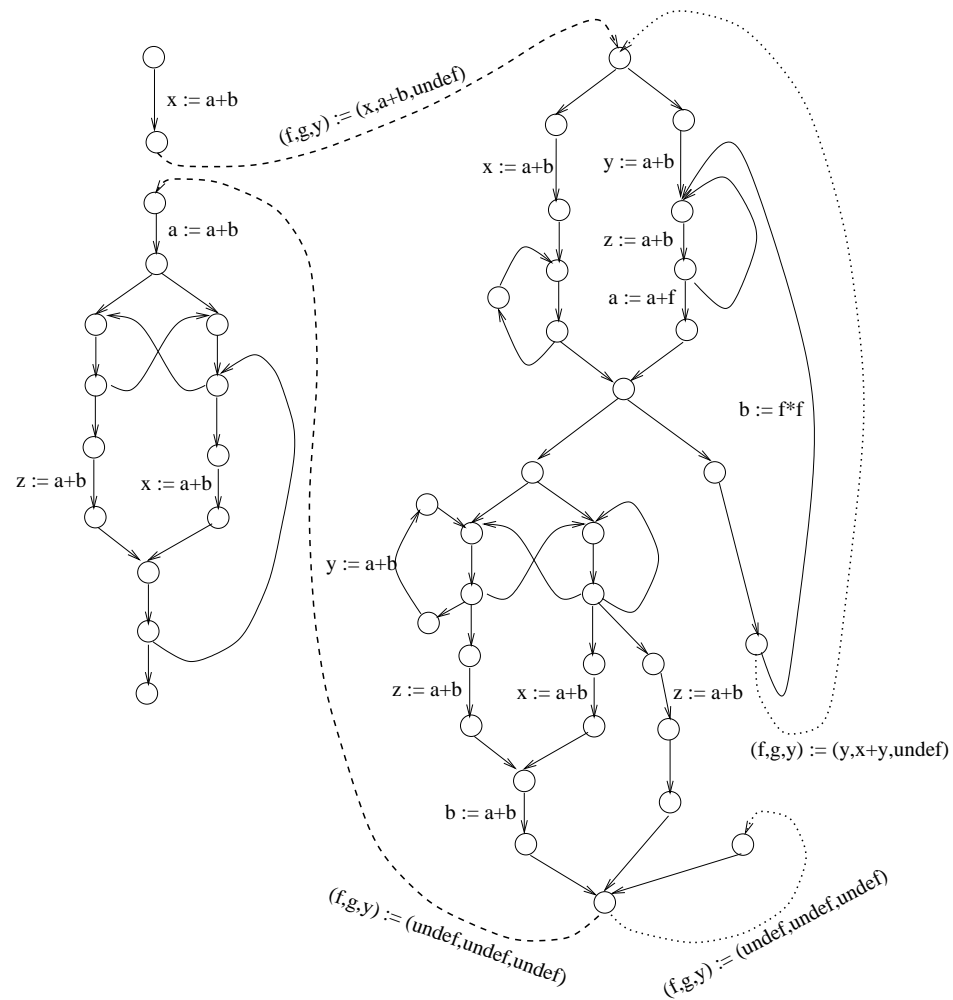 x := a+b
(f,g,y) := (x,a+b,undef)
x := a+b
y := a+b
a := a+b
z := a+b
a := a+f
b := f*f
z := a+b
x := a+b
y := a+b
z := a+b
x := a+b
z := a+b
(f,g,y) := (y,x+y,undef)
b := a+b
(f,g,y) := (undef,undef,undef)
(f,g,y) := (undef,undef,undef)